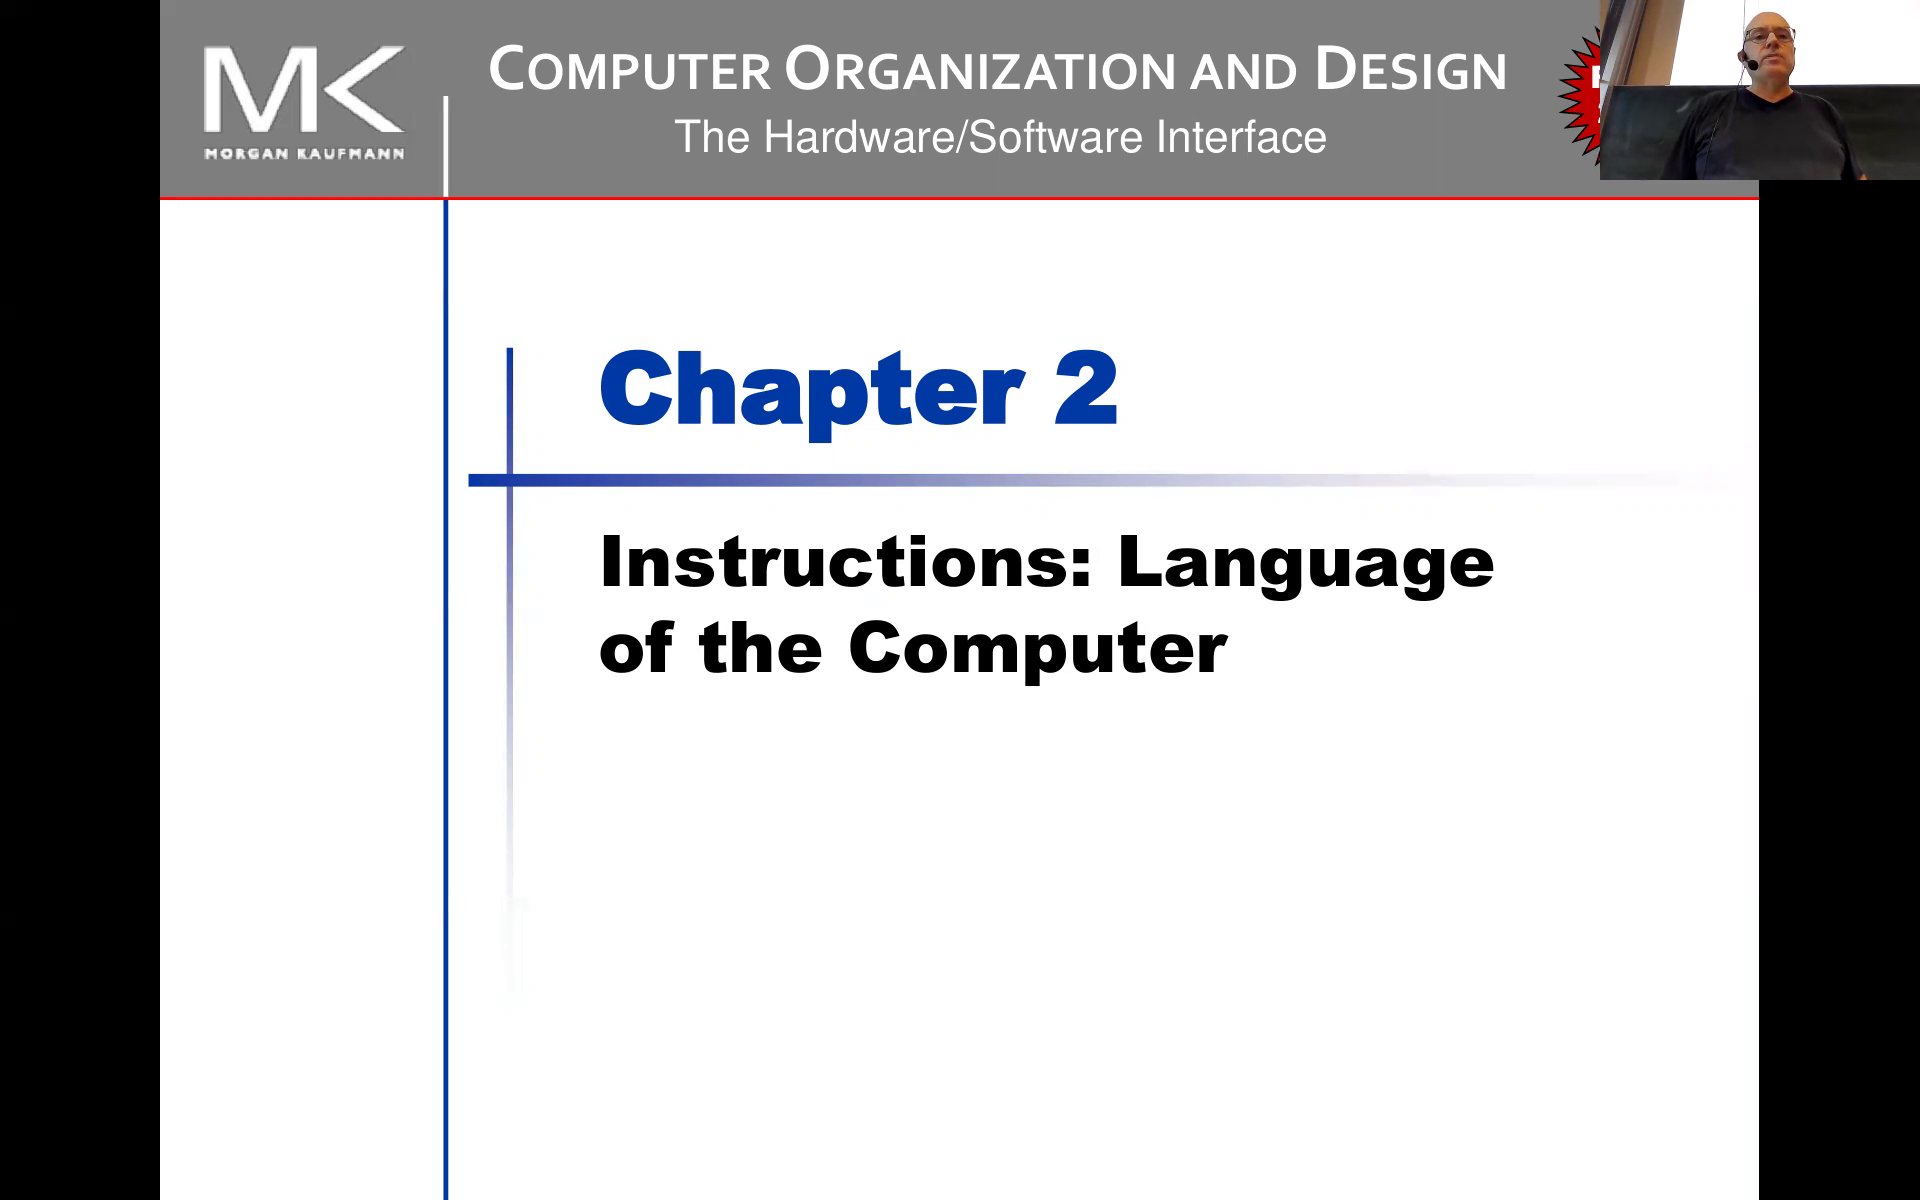 MK
MORGAN KAUFMANN
COMPUTER ORGANIZATION AND DESIGN
The Hardware/Software Interface
Chapter 2
Instructions: Language
of the Computer